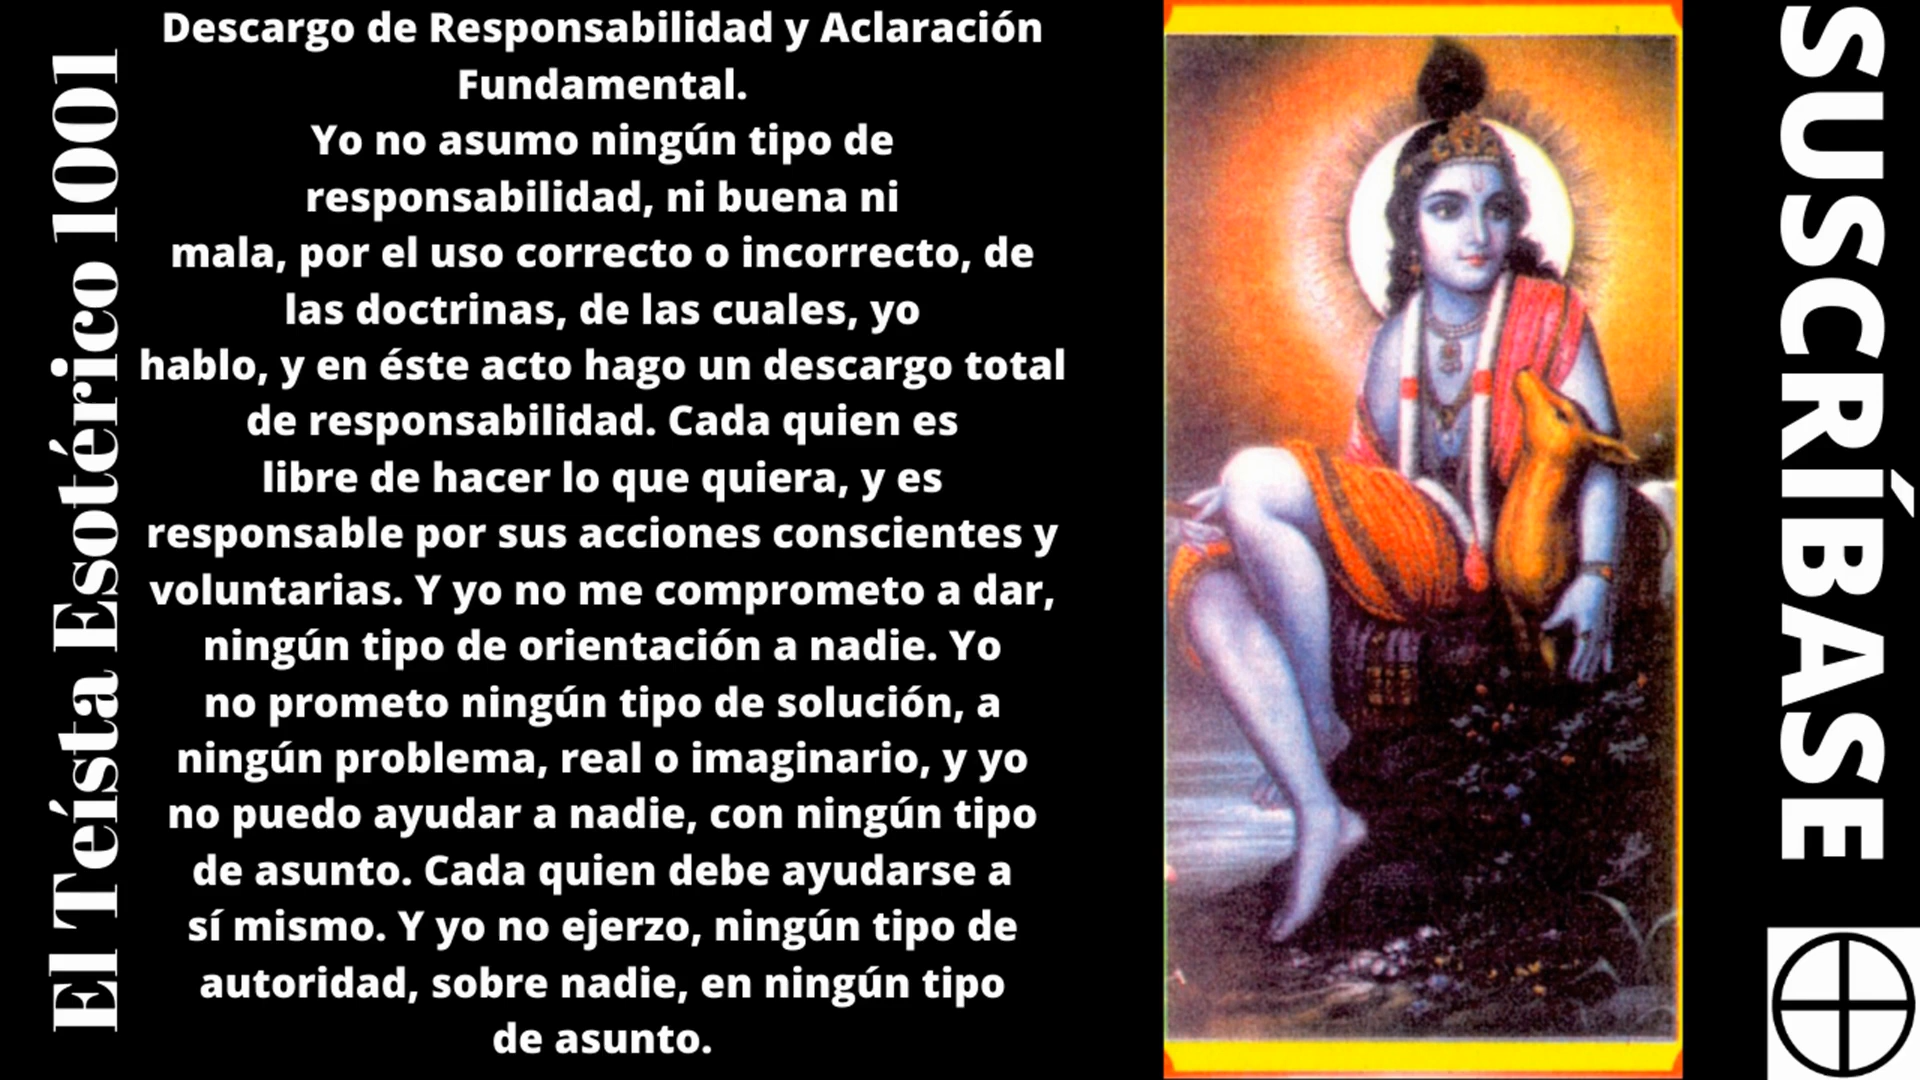 El Teísta Esotérico 1001
Descargo de Responsabilidad y Aclaración
Fundamental.
Yo no asumo ningún tipo de
responsabilidad, ni buena ni
mala, por el uso correcto o incorrecto, de
las doctrinas, de las cuales, yo
hablo, y en éste acto hago un descargo total
de responsabilidad. Cada quien es
libre de hacer lo que quiera, y es
responsable por sus acciones conscientes y
voluntarias. Y yo no me comprometo a dar,
ningún tipo de orientación a nadie. Yo
no prometo ningún tipo de solución, a
ningún problema, real o imaginario, y yo
no puedo ayudar a nadie, con ningún tipo
de asunto. Cada quien debe ayudarse a
sí mismo. Y yo no ejerzo, ningún tipo de
autoridad, sobre nadie, en ningún tipo
de asunto.
SUSCRÍBASE